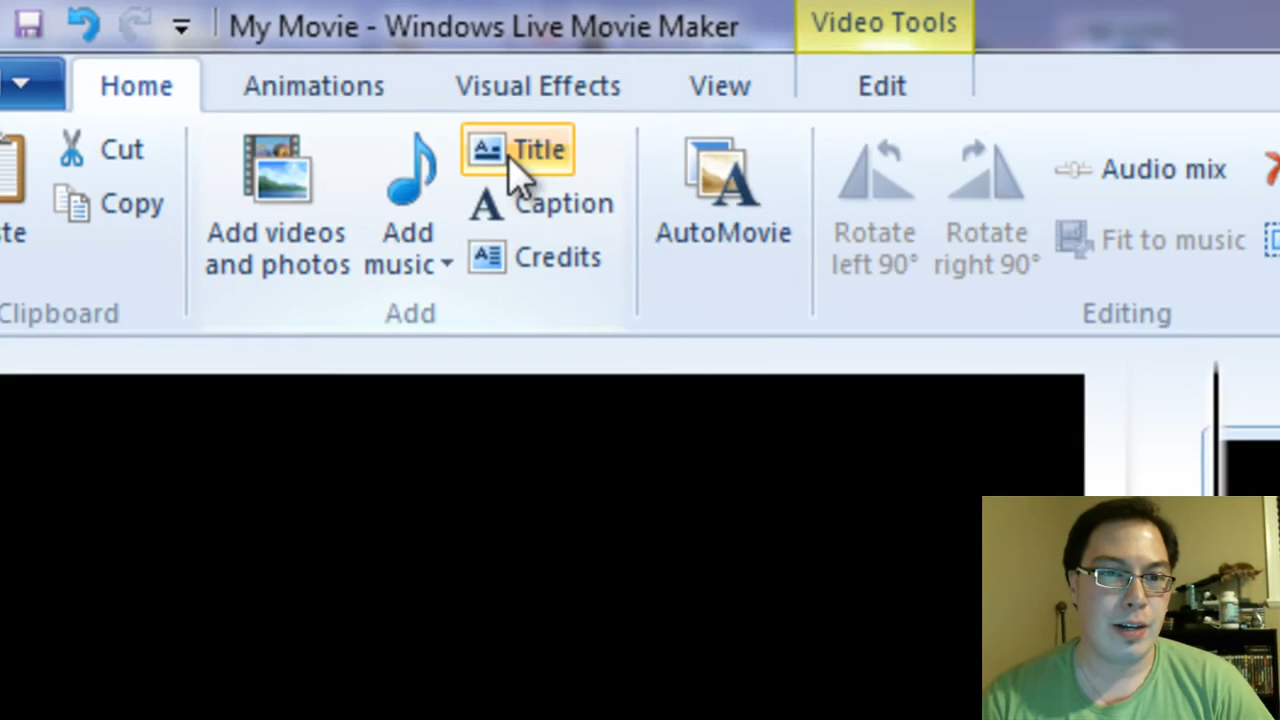 My Movie - Windows Live Movie Maker
Video Tools
Home
Animations
Visual Effects
View
Edit
Cut
Copy
te
Clipboard
Add videos
and photos
Add
music
Title
Caption
Credits
Add
AutoMovie
Rotate
left 90°
Rotate
right 90°
Audio mix
Fit to music
Editing